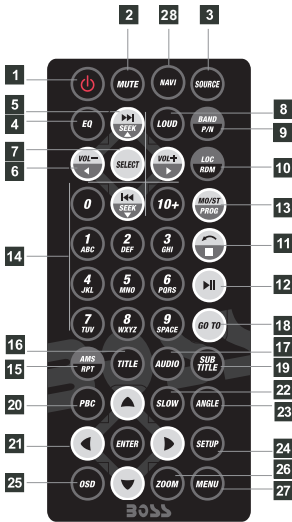 2
28
3
1
MUTE
NAVI
SOURCE
5
4
EQ
SEEK
LOUD
BAND
P/N
8
9
7
6
VOL−
SELECT
VOL+
LOC
RDM
10
0
SEEK
10+
MO/ST
PROG
13
14
1
ABC
2
DEF
3
GHI
11
4
JKL
5
MNO
6
PQRS
12
7
TUV
8
WXYZ
9
SPACE
GO TO
18
16
15
AMS
RPT
TITLE
AUDIO
SUB
TITLE
17
19
20
PBC
SLOW
ANGLE
22
23
21
ENTER
SETUP
24
25
OSD
ZOOM
MENU
26
27
BOSS